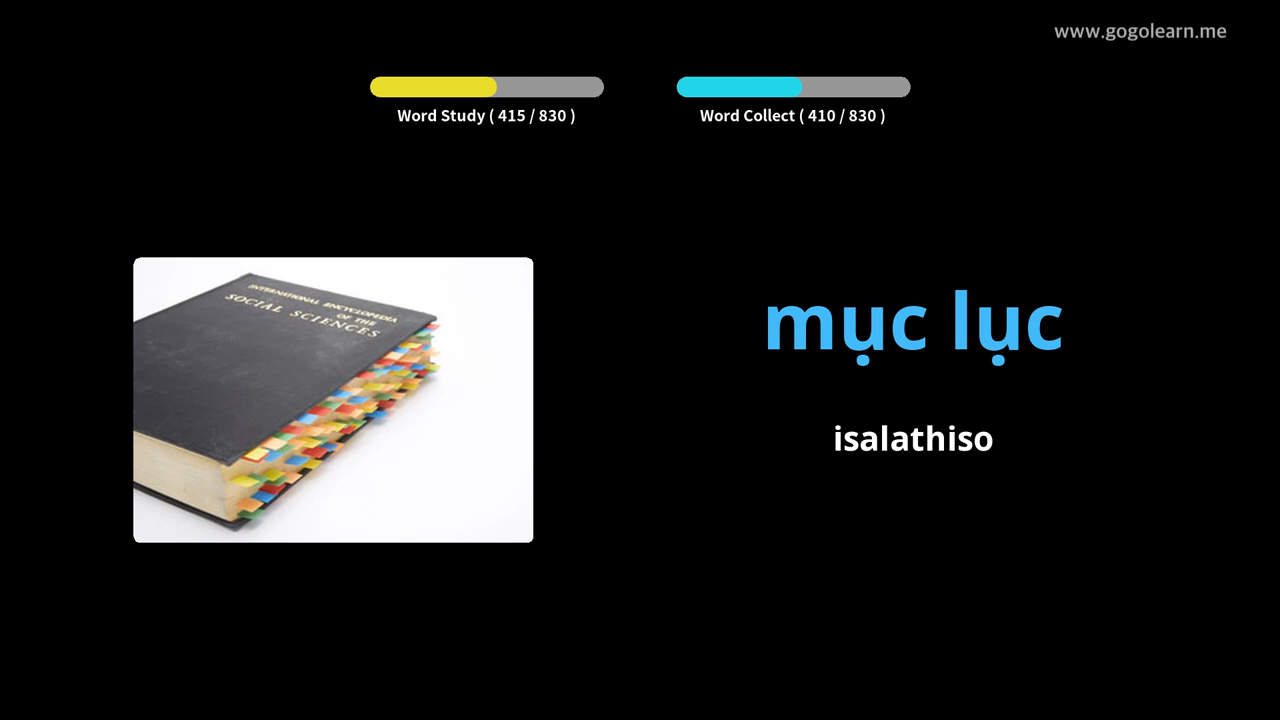 www.gogolearn.me
Word Study ( 415 / 830 )
Word Collect ( 410 / 830 )
INTERNATIONAL ENCYCLOPEDIA
OF THE
SOCIAL SCIENCES
mục lục
isalathiso